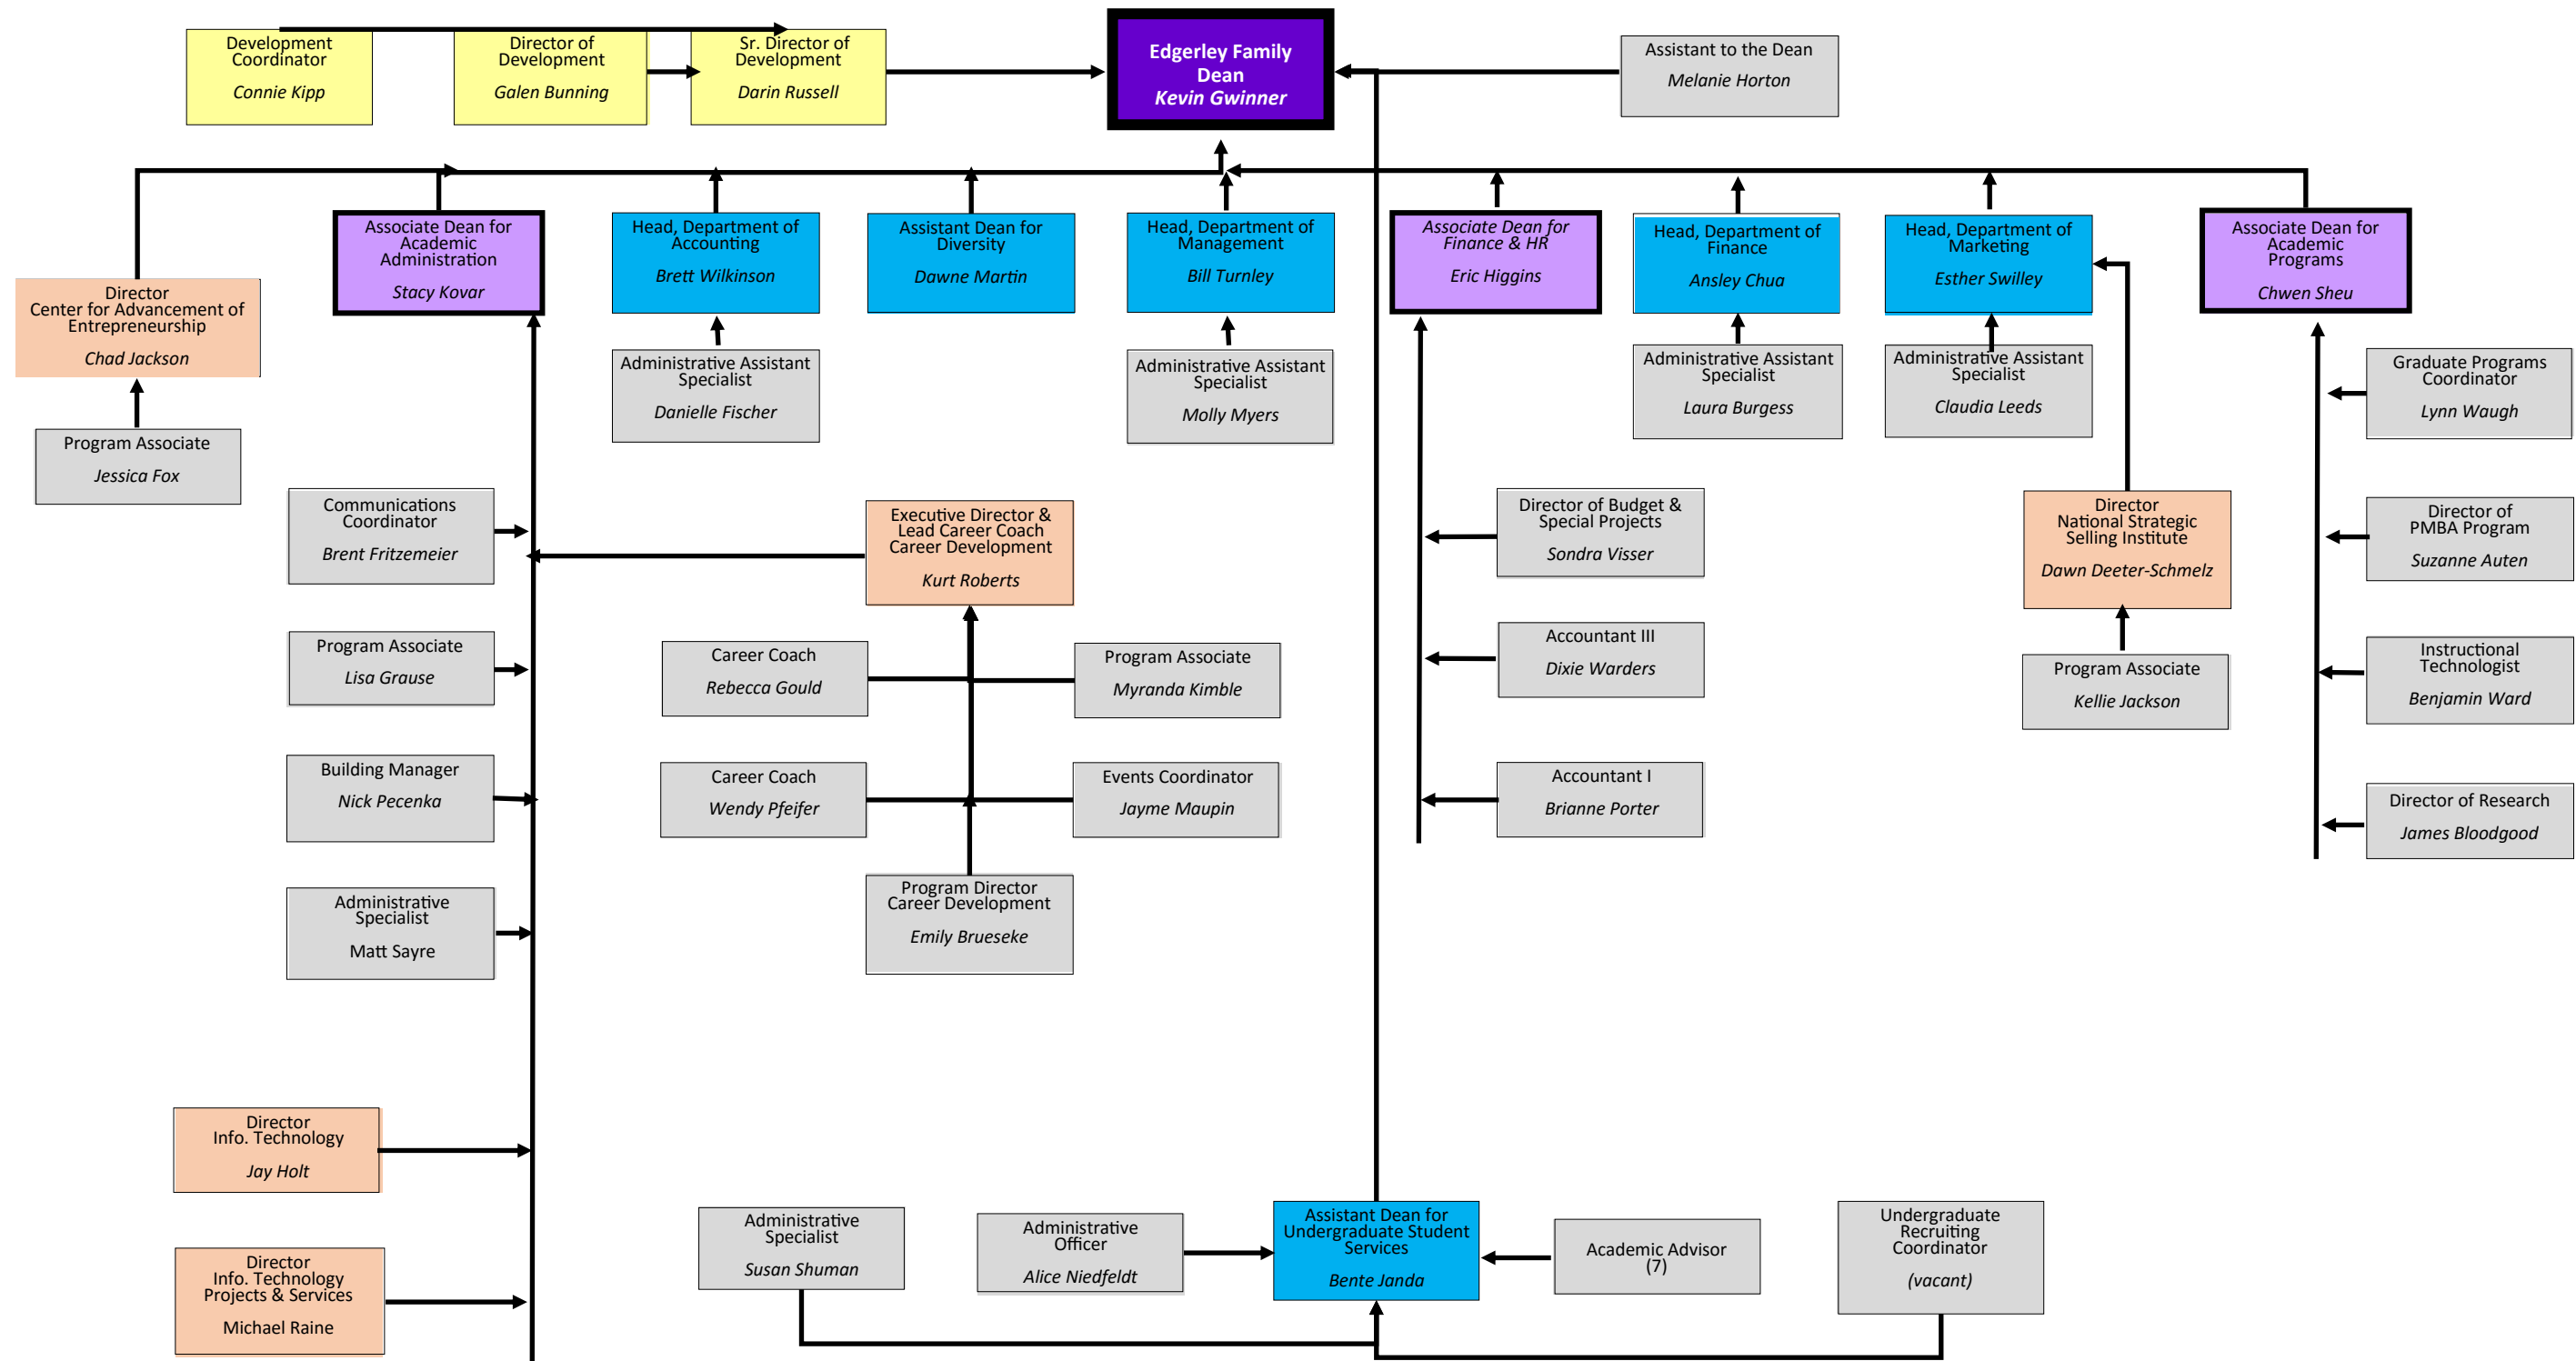 Development
Coordinator
Connie Kipp
Director of
Development
Galen Bunning
Sr. Director of
Development
Darin Russell
Edgerley Family
Dean
Kevin Gwinner
Assistant to the Dean
Melanie Horton
Director
Center for Advancement of
Entrepreneurship
Chad Jackson
Associate Dean for
Academic
Administration
Stacy Kovar
Head, Department of
Accounting
Brett Wilkinson
Assistant Dean for
Diversity
Dawne Martin
Head, Department of
Management
Bill Turnley
Associate Dean for
Finance & HR
Eric Higgins
Head, Department of
Finance
Ansley Chua
Head, Department of
Marketing
Esther Swilley
Associate Dean for
Academic
Programs
Chwen Sheu
Program Associate
Jessica Fox
Administrative Assistant
Specialist
Danielle Fischer
Administrative Assistant
Specialist
Molly Myers
Administrative Assistant
Specialist
Laura Burgess
Administrative Assistant
Specialist
Claudia Leeds
Graduate Programs
Coordinator
Lynn Waugh
Communications
Coordinator
Brent Fritzemeier
Executive Director &
Lead Career Coach
Career Development
Kurt Roberts
Director of Budget &
Special Projects
Sondra Visser
Director
National Strategic
Selling Institute
Dawn Deeter-Schmelz
Director of
PMBA Program
Suzanne Auten
Program Associate
Lisa Grause
Career Coach
Rebecca Gould
Program Associate
Myranda Kimble
Accountant III
Dixie Warders
Program Associate
Kellie Jackson
Instructional
Technologist
Benjamin Ward
Building Manager
Nick Pecenka
Career Coach
Wendy Pfeifer
Events Coordinator
Jayme Maupin
Accountant I
Brianne Porter
Director of Research
James Bloodgood
Administrative
Specialist
Matt Sayre
Program Director
Career Development
Emily Brueseke
Director
Info. Technology
Jay Holt
Director
Info. Technology
Projects & Services
Michael Raine
Administrative
Specialist
Susan Shuman
Administrative
Officer
Alice Niedfeldt
Assistant Dean for
Undergraduate Student
Services
Bente Janda
Academic Advisor
(7)
Undergraduate
Recruiting
Coordinator
(vacant)